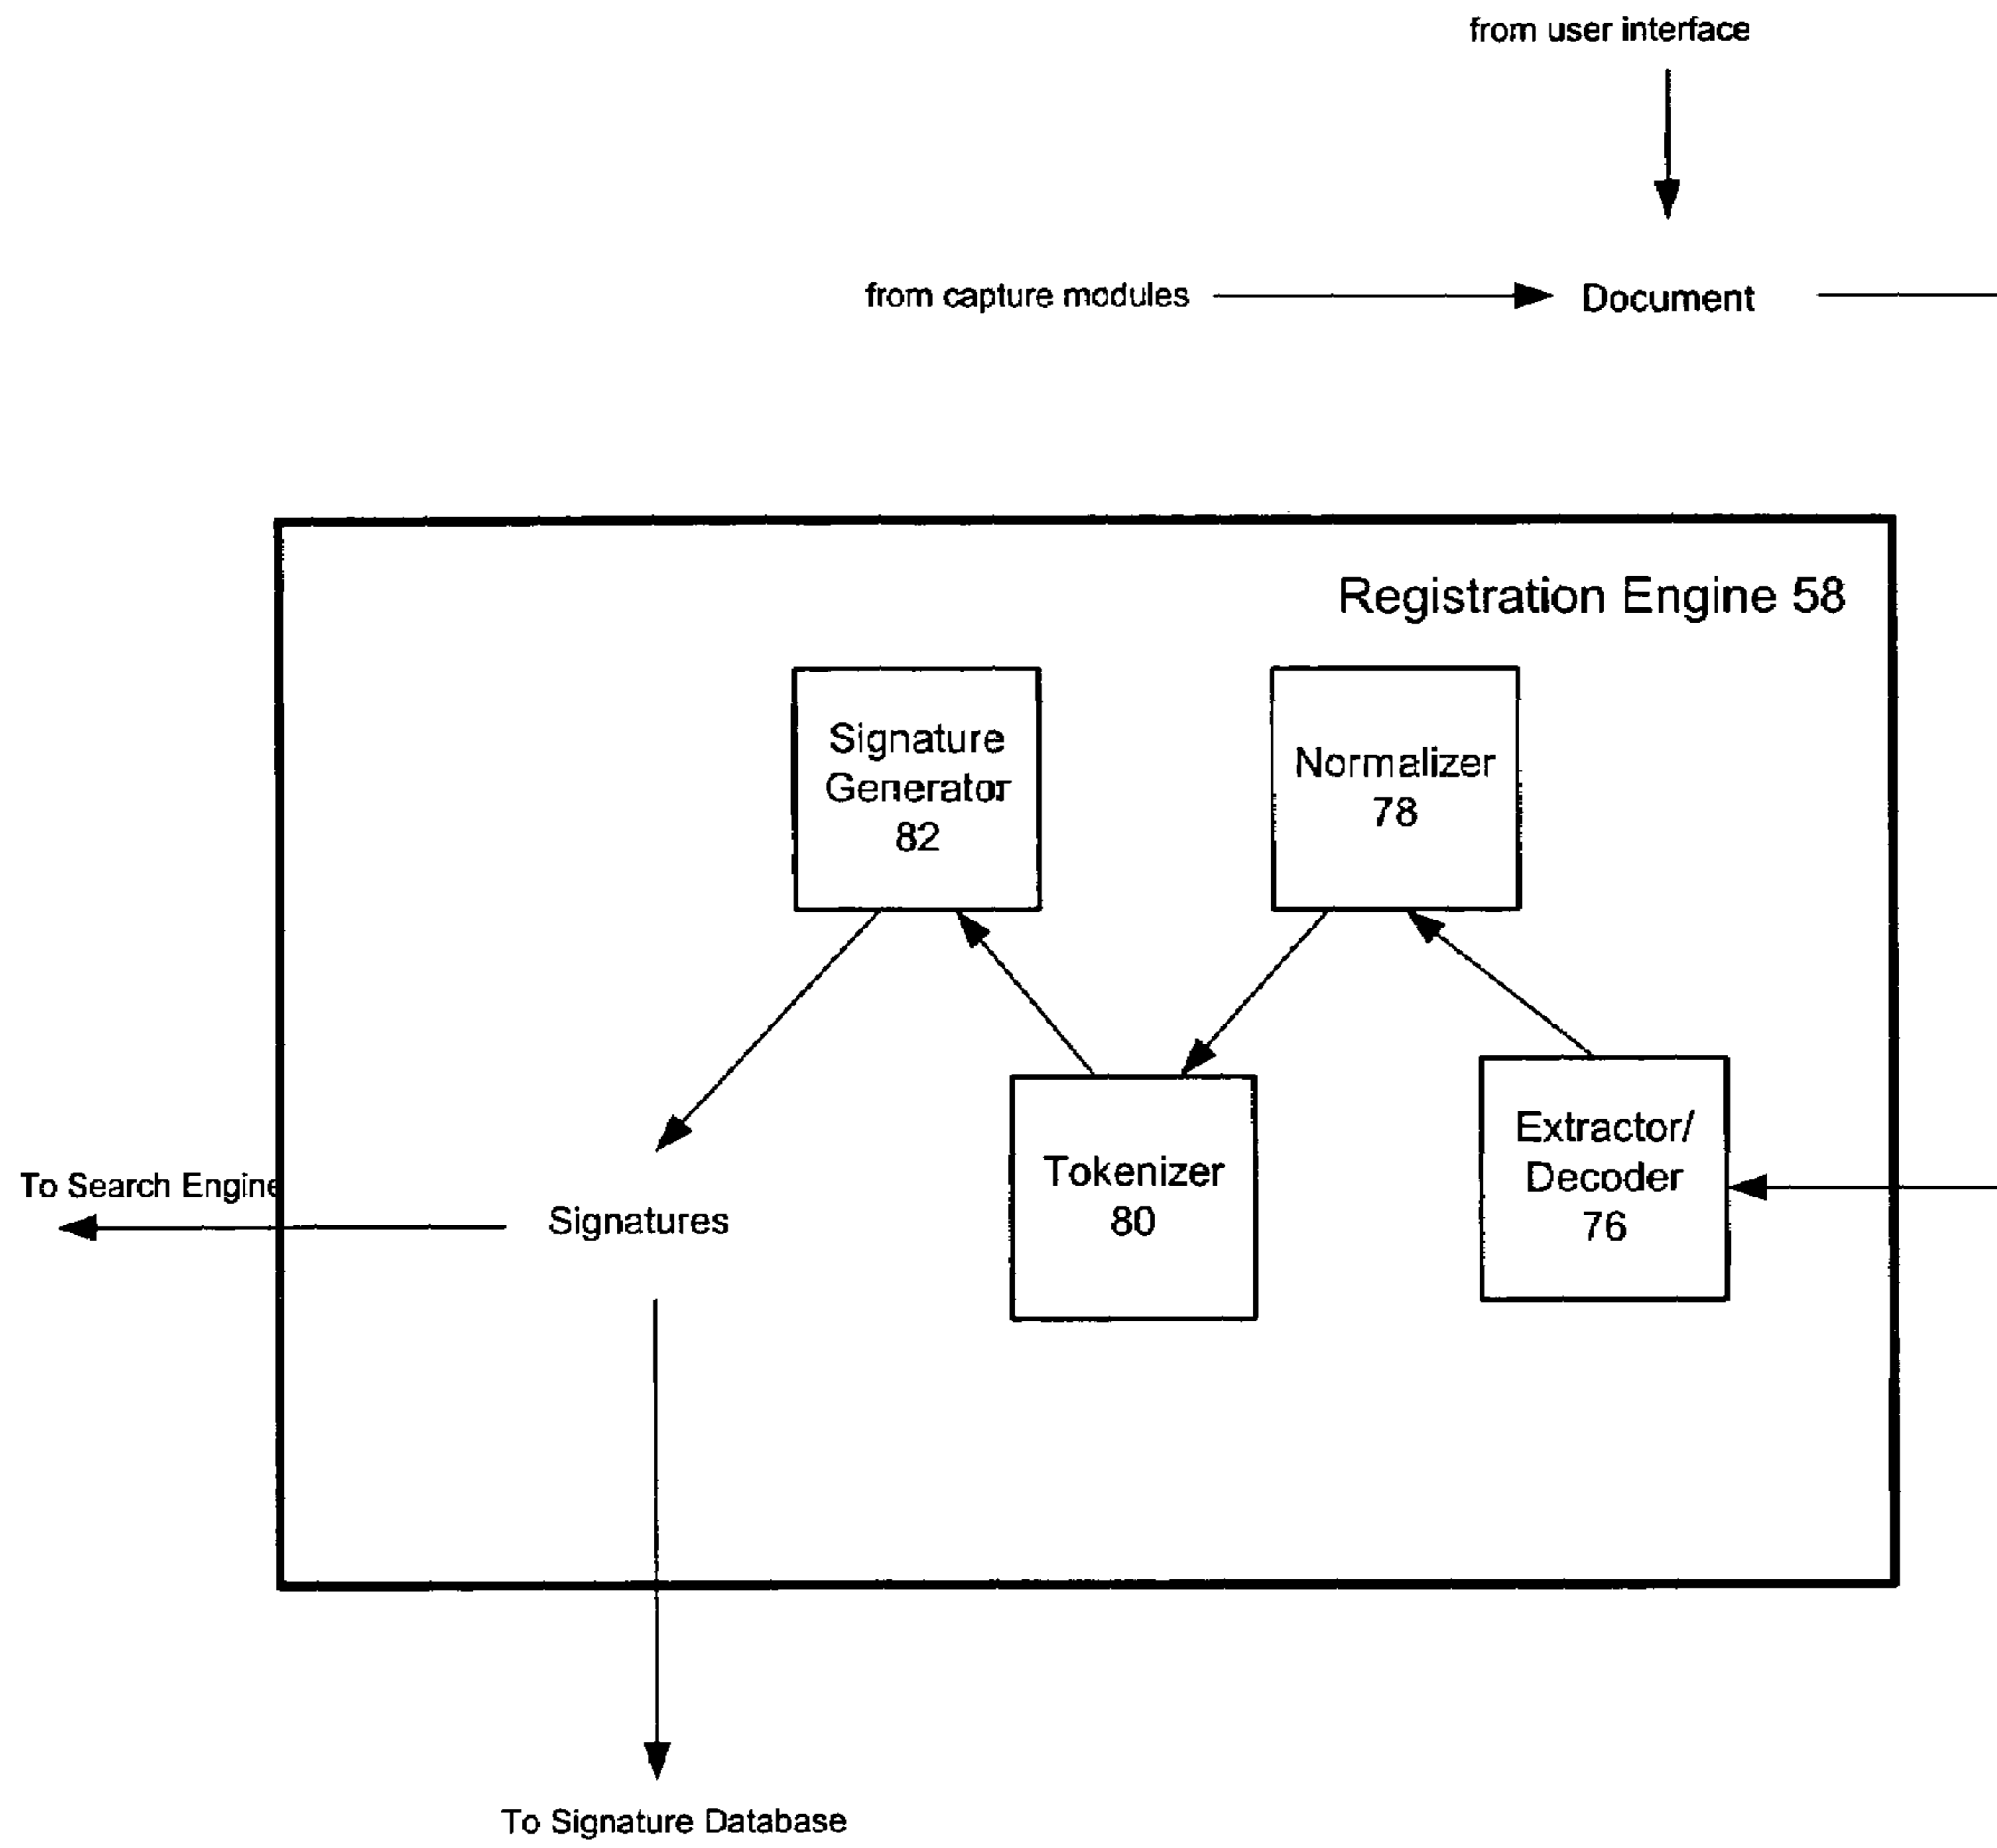 from user interface
from capture modules
Document
Registration Engine 58
Signature
Generator
82
Normalizer
78
Extractor/
Decoder
76
Tokenizer
80
To Search Engine
Signatures
To Signature Database